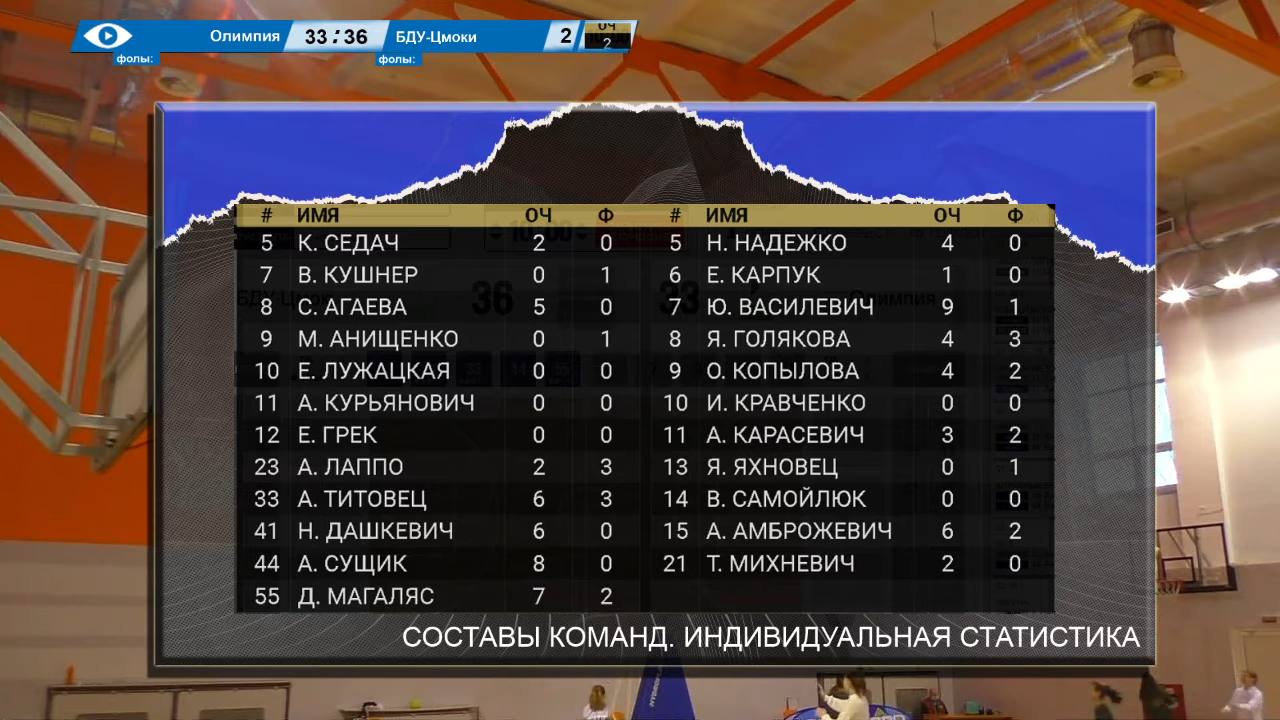 Олимпия 33 : 36 БДУ-Цмоки 2 ОЧ
фолы: фолы: 2
# ИМЯ ОЧ Ф # ИМЯ ОЧ Ф
5 К. СЕДАЧ 2 0 5 Н. НАДЕЖКО 4 0
7 В. КУШНЕР 0 1 6 Е. КАРПУК 1 0
8 С. АГАЕВА 5 0 7 Ю. ВАСИЛЕВИЧ 9 1
9 М. АНИЩЕНКО 0 1 8 Я. ГОЛЯКОВА 4 3
10 Е. ЛУЖАЦКАЯ 0 0 9 О. КОПЫЛОВА 4 2
11 А. КУРЬЯНОВИЧ 0 0 10 И. КРАВЧЕНКО 0 0
12 Е. ГРЕК 0 0 11 А. КАРАСЕВИЧ 3 2
23 А. ЛАППО 2 3 13 Я. ЯХНОВЕЦ 0 1
33 А. ТИТОВЕЦ 6 3 14 В. САМОЙЛЮК 0 0
41 Н. ДАШКЕВИЧ 6 0 15 А. АМБРОЖЕВИЧ 6 2
44 А. СУЩИК 8 0 21 Т. МИХНЕВИЧ 2 0
55 Д. МАГАЛЯС 7 2
СОСТАВЫ КОМАНД. ИНДИВИДУАЛЬНАЯ СТАТИСТИКА